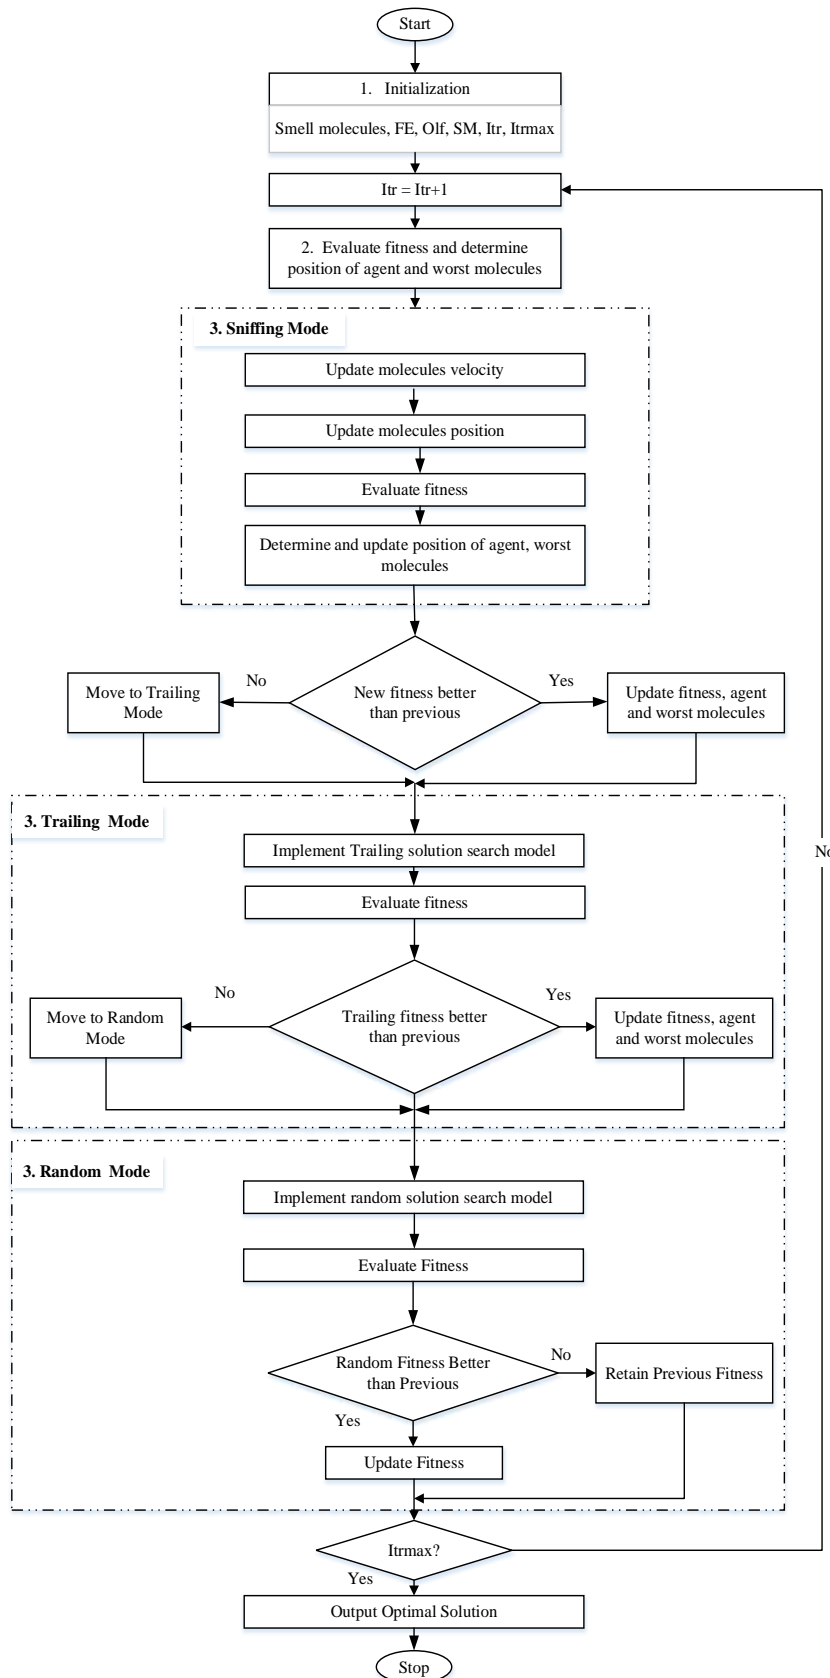 Start
1. Initialization
Smell molecules, FE, Olf, SM, Itr, Itrmax
Itr = Itr+1
2. Evaluate fitness and determine
position of agent and worst molecules
3. Sniffing Mode
Update molecules velocity
Update molecules position
Evaluate fitness
Determine and update position of agent, worst
molecules
New fitness better
than previous
No
Yes
Move to Trailing
Mode
Update fitness, agent
and worst molecules
3. Trailing Mode
Implement Trailing solution search model
Evaluate fitness
Trailing fitness better
than previous
No
Yes
Move to Random
Mode
Update fitness, agent
and worst molecules
No
3. Random Mode
Implement random solution search model
Evaluate Fitness
Random Fitness Better
than Previous
No
Retain Previous Fitness
Yes
Update Fitness
Itrmax?
Yes
Output Optimal Solution
Stop